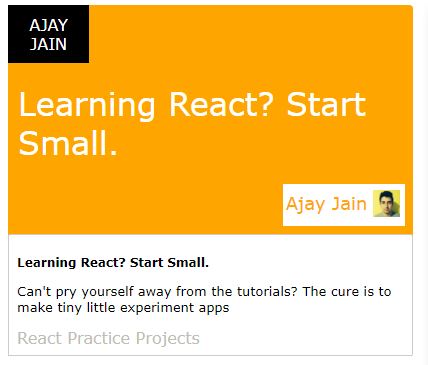 AJAY
JAIN
Learning React? Start
Small.
Ajay Jain
Learning React? Start Small.
Can't pry yourself away from the tutorials? The cure is to
make tiny little experiment apps
React Practice Projects